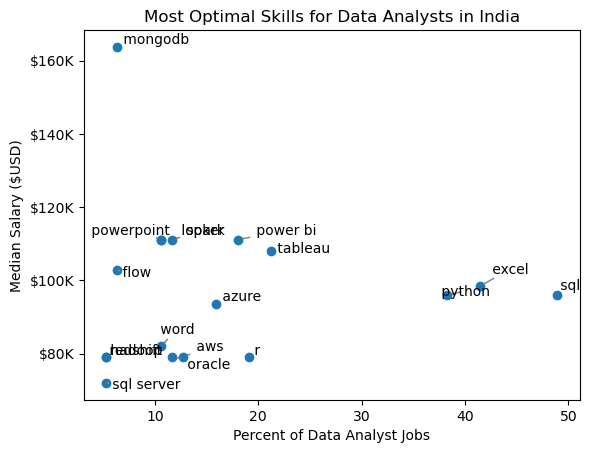 Most Optimal Skills for Data Analysts in India
mongodb
$160K
$140K
$120K
powerpoint looker spark power bi
tableau
$100K
flow
excel
python
sql
azure
word
$80K
hadoop redshift
aws
oracle
r
sql server
10 20 30 40 50
Percent of Data Analyst Jobs
Median Salary ($USD)